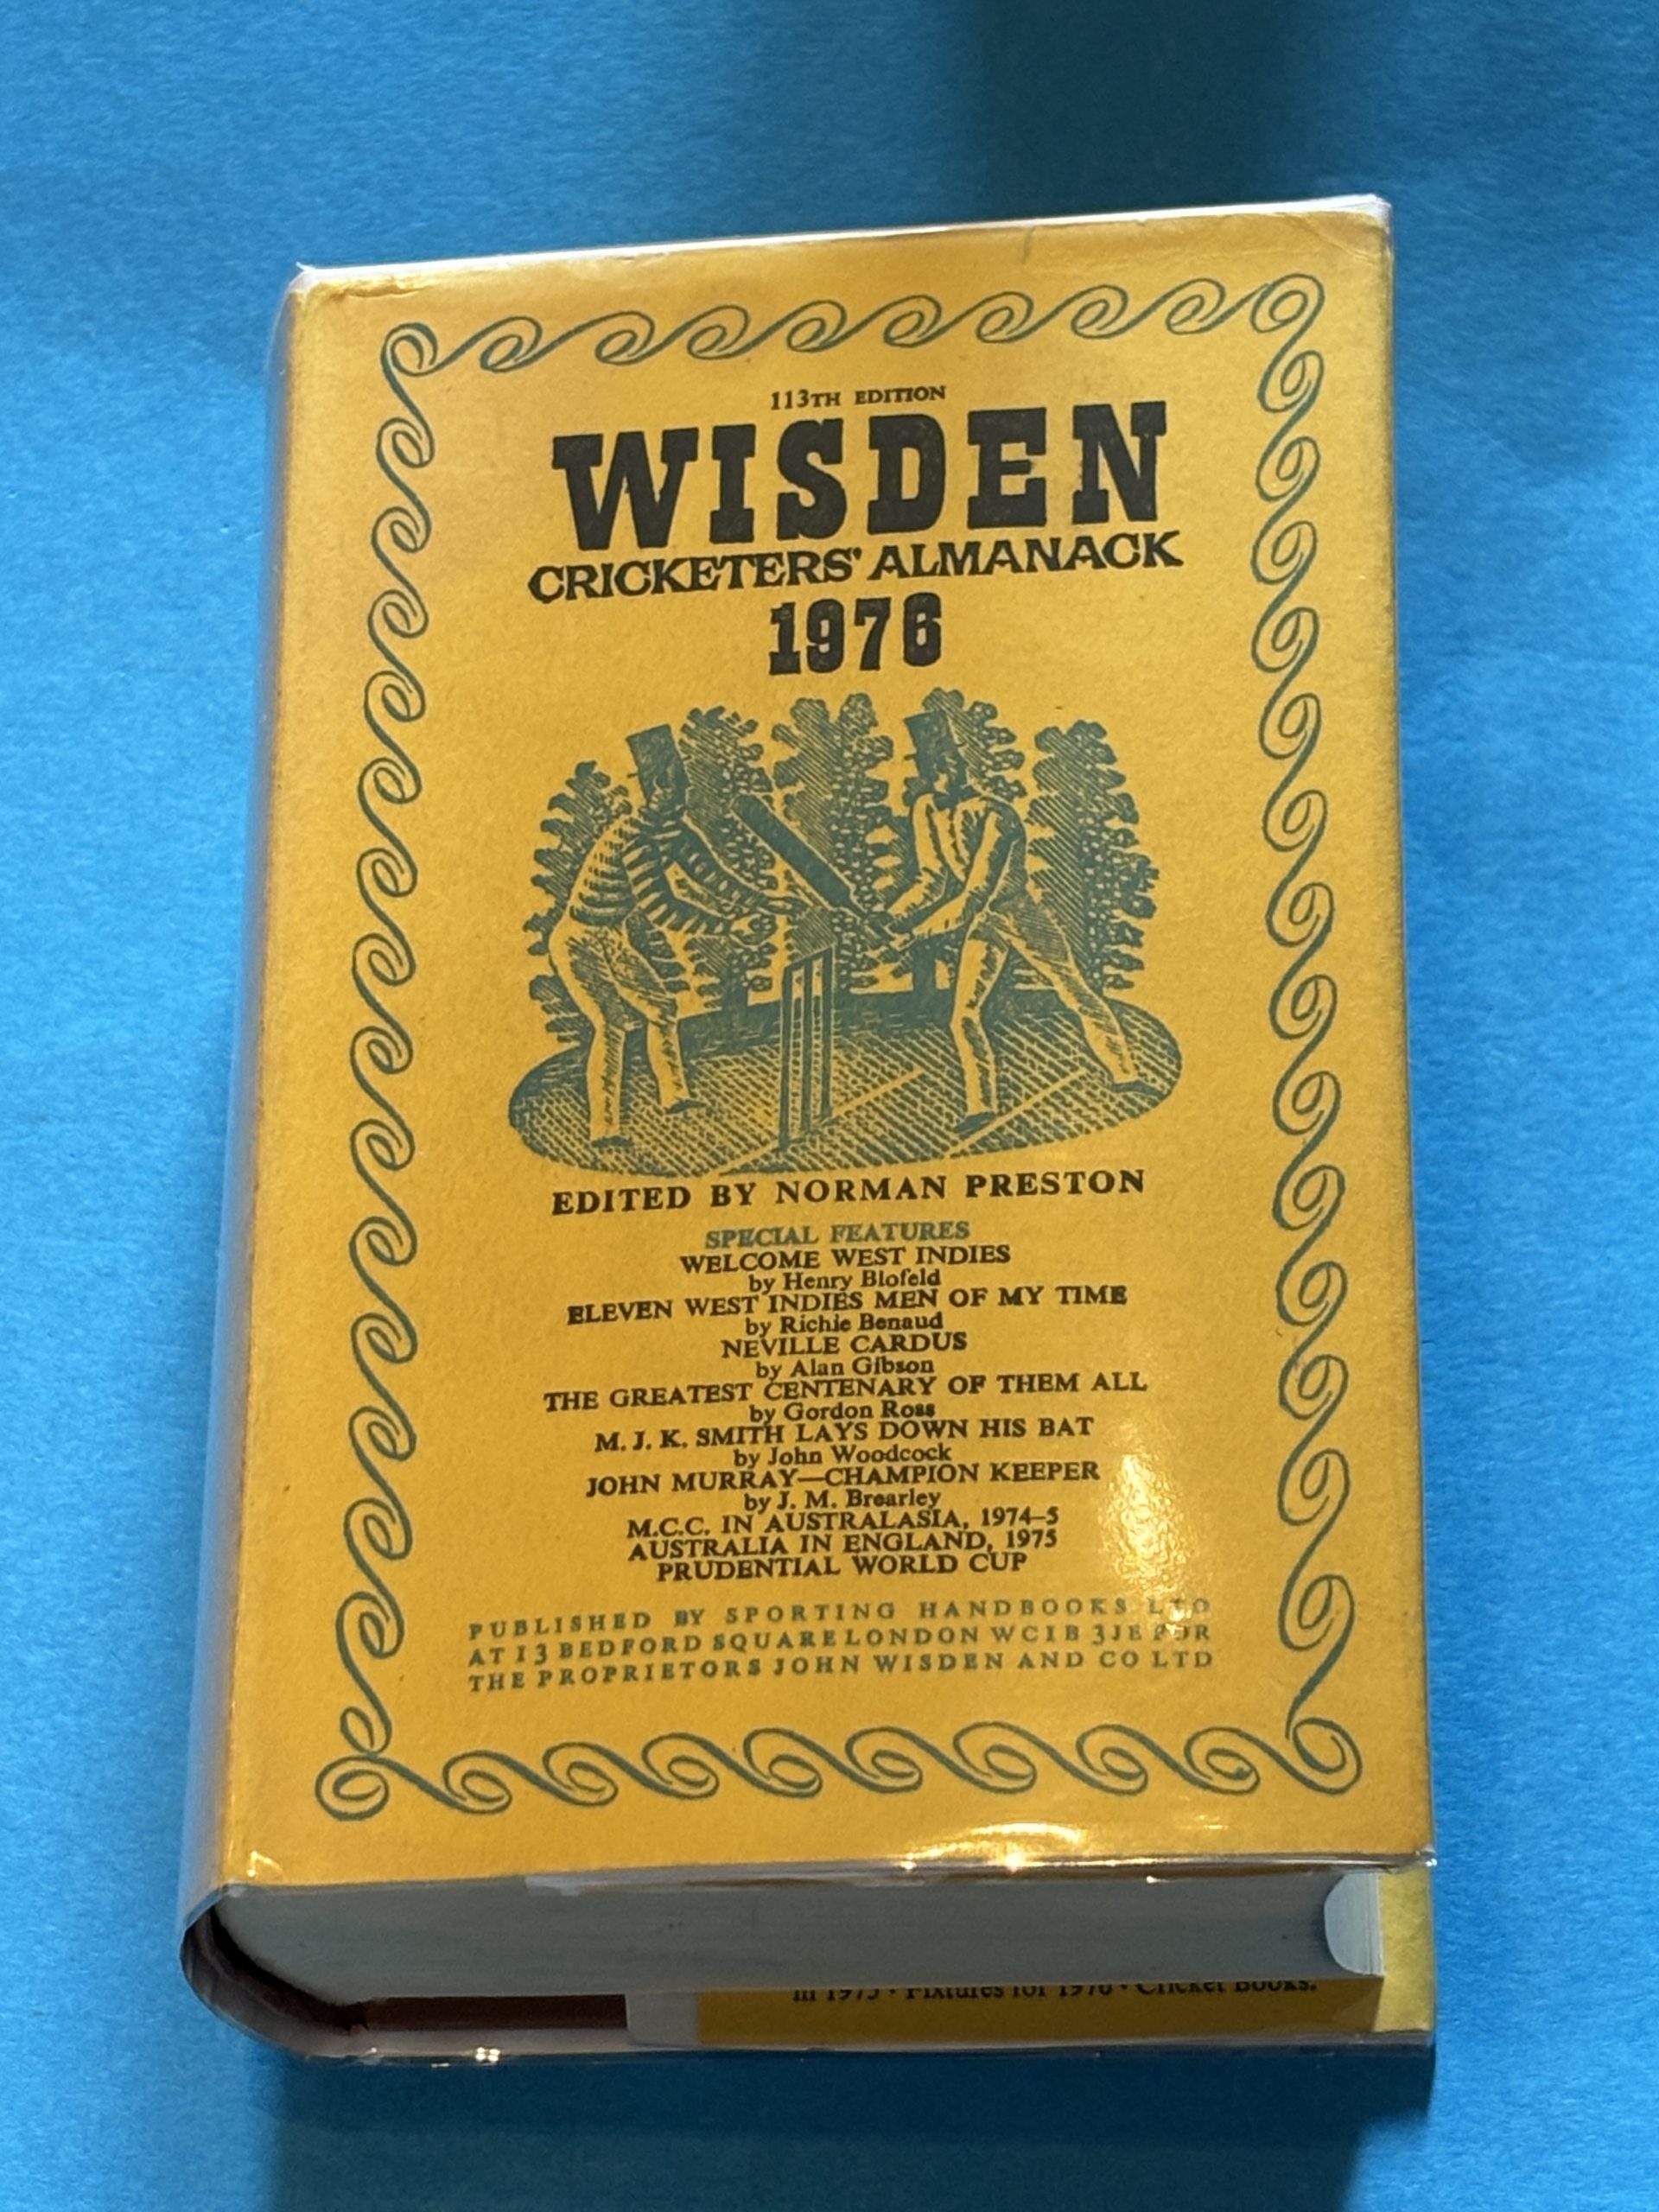 113TH EDITION
WISDEN
CRICKETERS' ALMANACK
1976
EDITED BY NORMAN PRESTON
SPECIAL FEATURES
WELCOME WEST INDIES
by Henry Blofeld
ELEVEN WEST INDIES MEN OF MY TIME
by Richie Benaud
NEVILLE CARDUS
by Alan Gibson
THE GREATEST CENTENARY OF THEM ALL
by Gordon Ross
M. J. K. SMITH LAYS DOWN HIS BAT
by John Woodcock
JOHN MURRAY—CHAMPION KEEPER
by J. M. Brearley
M.C.C. IN AUSTRALASIA, 1974–5
AUSTRALIA IN ENGLAND, 1975
PRUDENTIAL WORLD CUP
PUBLISHED BY SPORTING HANDBOOKS LTD
AT 13 BEDFORD SQUARE LONDON WC1B 3JE FOR
THE PROPRIETORS JOHN WISDEN AND CO LTD
in 1975 · Fixtures for 1976 · Cricket Books.